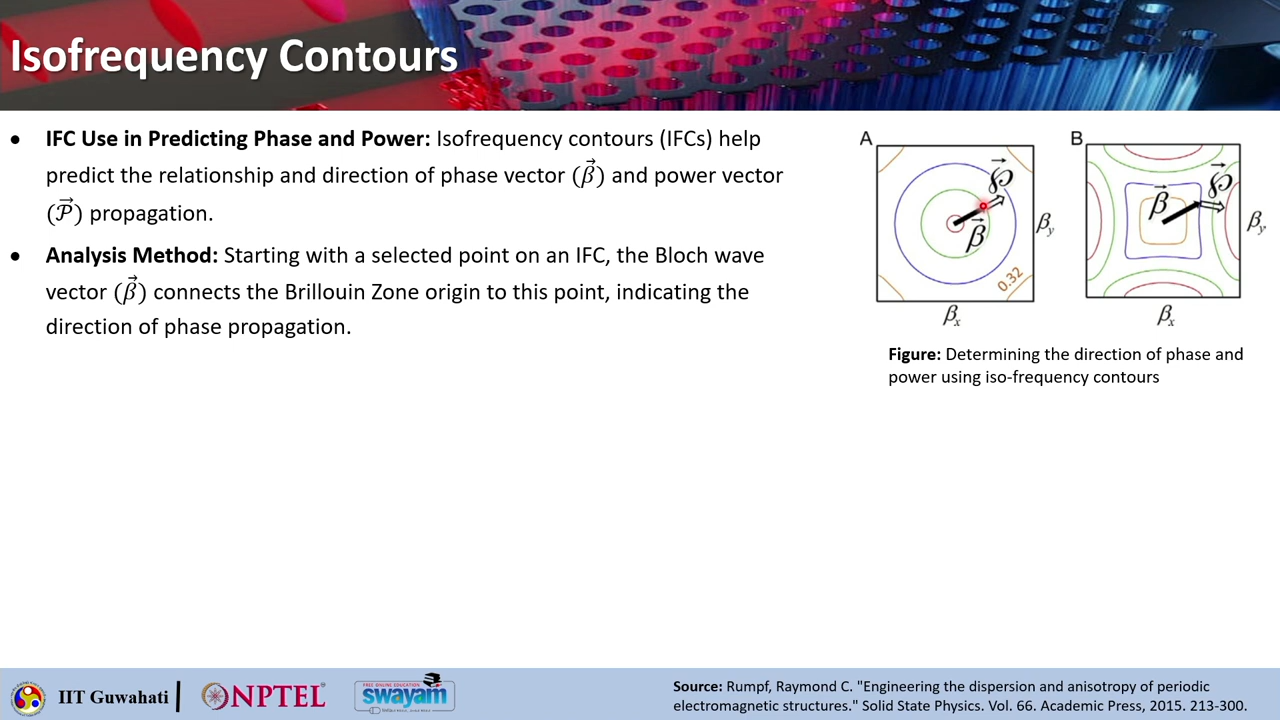 Isofrequency Contours
• IFC Use in Predicting Phase and Power: Isofrequency contours (IFCs) help
predict the relationship and direction of phase vector (β⃗) and power vector
(𝒫⃗) propagation.
• Analysis Method: Starting with a selected point on an IFC, the Bloch wave
vector (β⃗) connects the Brillouin Zone origin to this point, indicating the
direction of phase propagation.
A
℘⃗
β⃗
βy
0.32
βx
B
℘⃗
β⃗
βy
βx
Figure: Determining the direction of phase and
power using iso-frequency contours
IIT Guwahati
NPTEL
FREE ONLINE EDUCATION
swayam
Source: Rumpf, Raymond C. "Engineering the dispersion and anisotropy of periodic
electromagnetic structures." Solid State Physics. Vol. 66. Academic Press, 2015. 213-300.